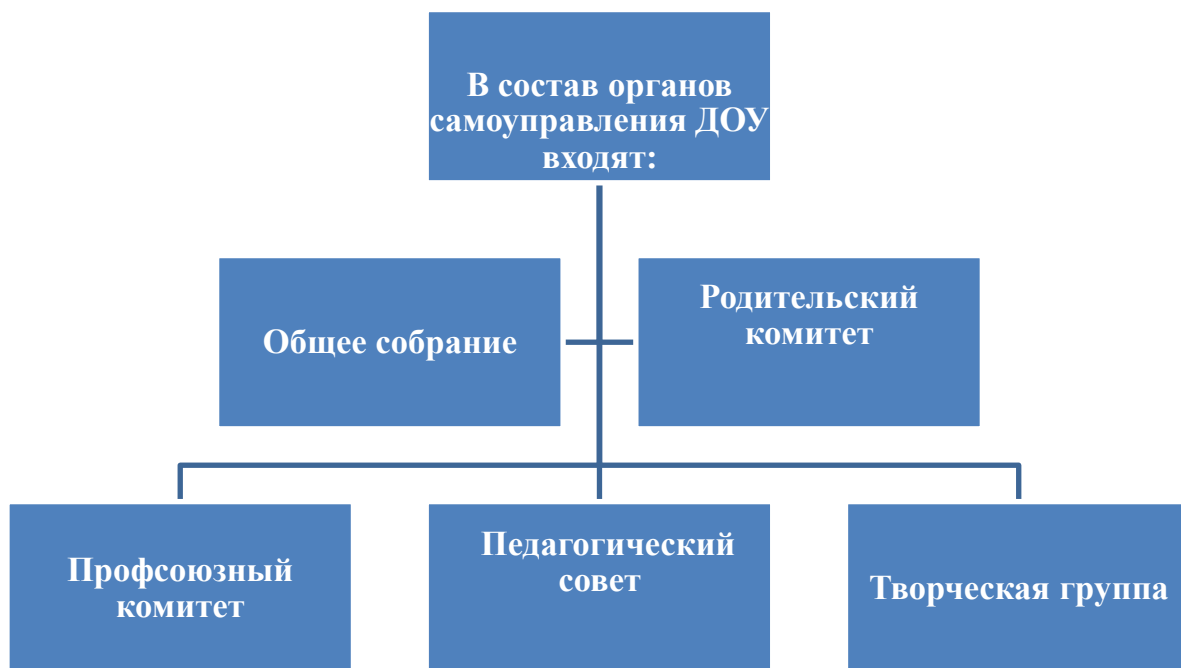 В состав органов
самоуправления ДОУ
входят:
Общее собрание
Родительский
комитет
Профсоюзный
комитет
Педагогический
совет
Творческая группа